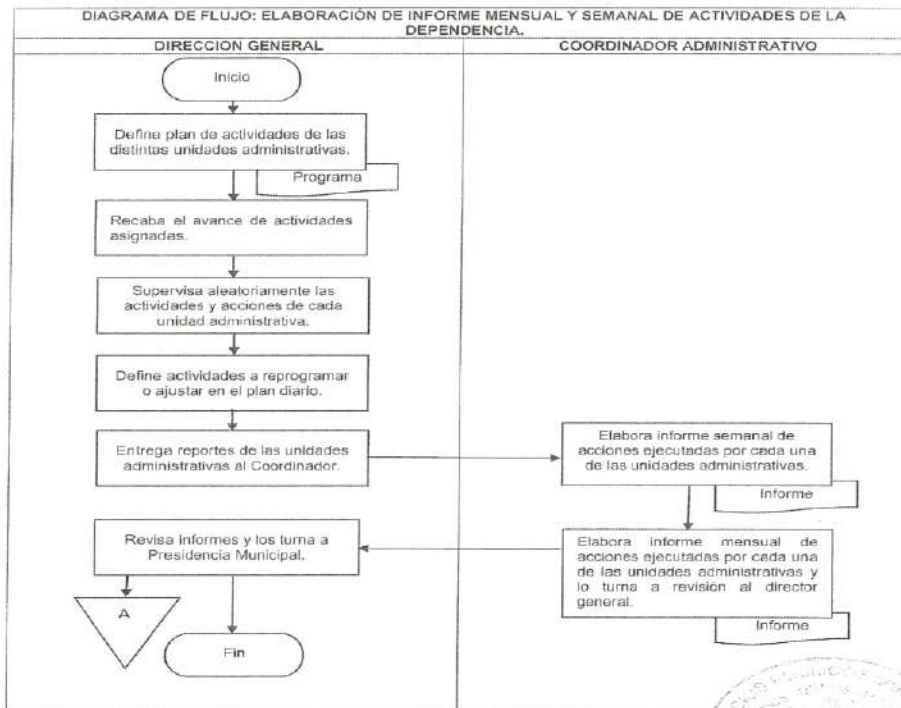 DIAGRAMA DE FLUJO: ELABORACIÓN DE INFORME MENSUAL Y SEMANAL DE ACTIVIDADES DE LA
DEPENDENCIA.
DIRECCION GENERAL
COORDINADOR ADMINISTRATIVO
Inicio
Define plan de actividades de las
distintas unidades administrativas.
Programa
Recaba el avance de actividades
asignadas.
Supervisa aleatoriamente las
actividades y acciones de cada
unidad administrativa.
Define actividades a reprogramar
o ajustar en el plan diario.
Entrega reportes de las unidades
administrativas al Coordinador.
Elabora informe semanal de
acciones ejecutadas por cada una
de las unidades administrativas.
Informe
Elabora informe mensual de
acciones ejecutadas por cada una
de las unidades administrativas y
lo turna a revisión al director
general.
Informe
Revisa informes y los turna a
Presidencia Municipal.
A
Fin